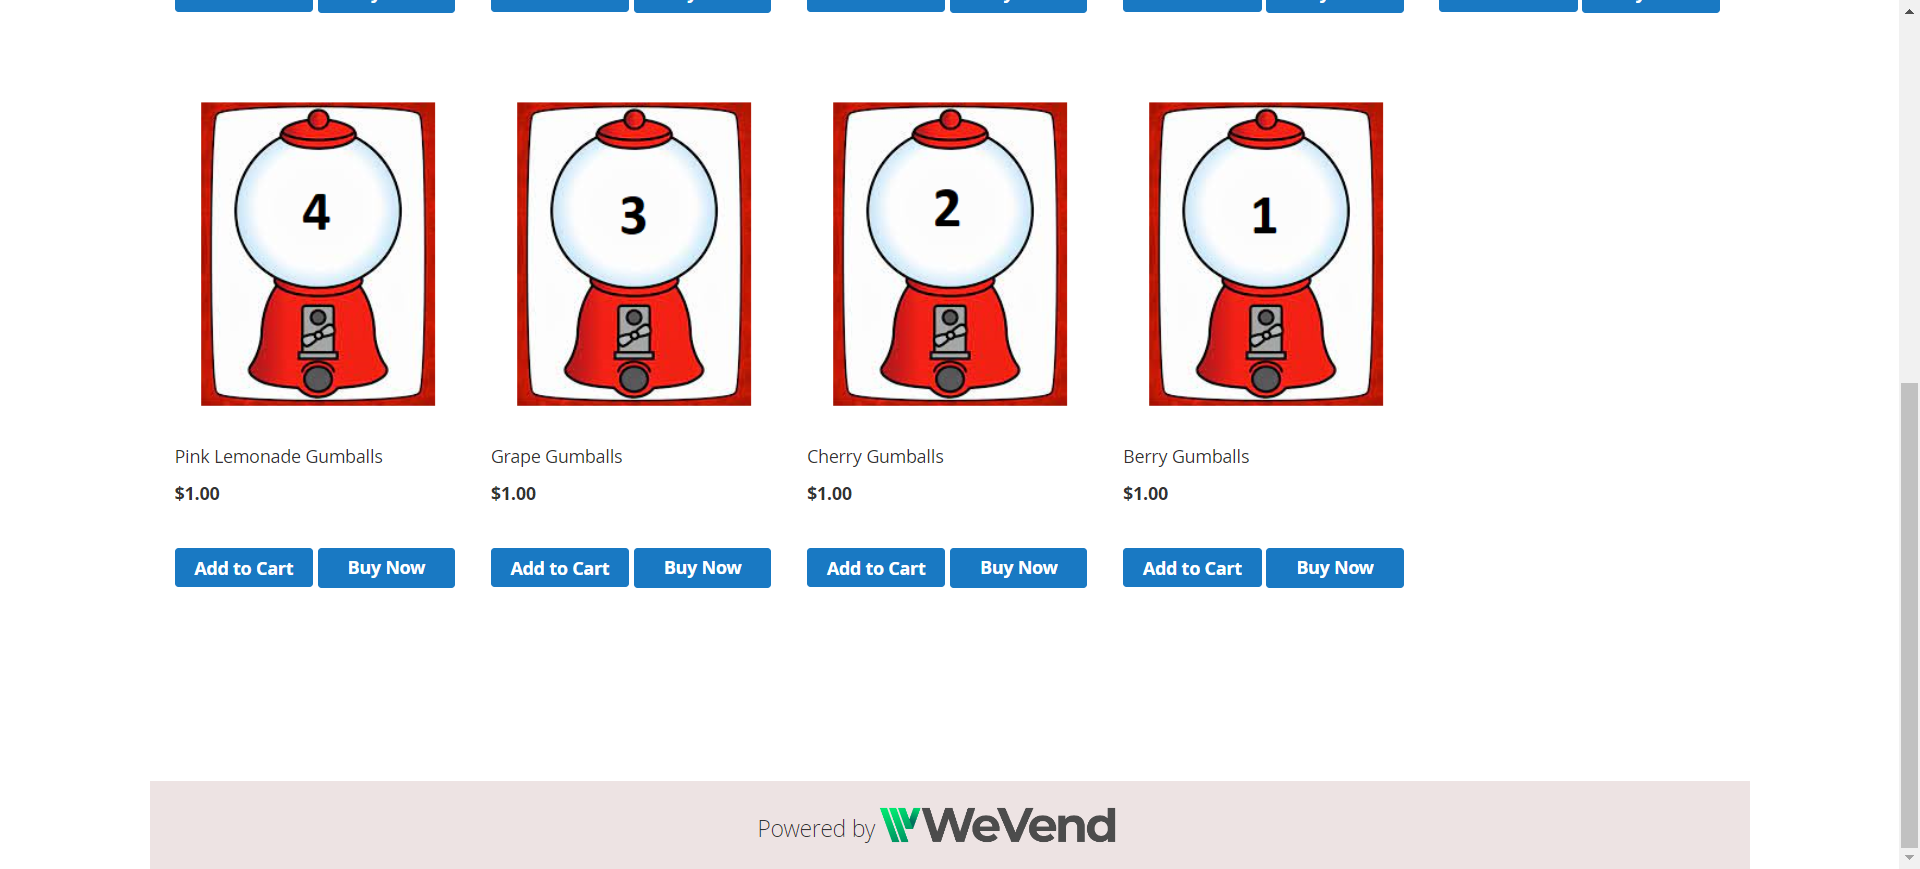 4
3
2
1
Pink Lemonade Gumballs
Grape Gumballs
Cherry Gumballs
Berry Gumballs
$1.00
$1.00
$1.00
$1.00
Add to Cart
Buy Now
Add to Cart
Buy Now
Add to Cart
Buy Now
Add to Cart
Buy Now
Powered by WeVend